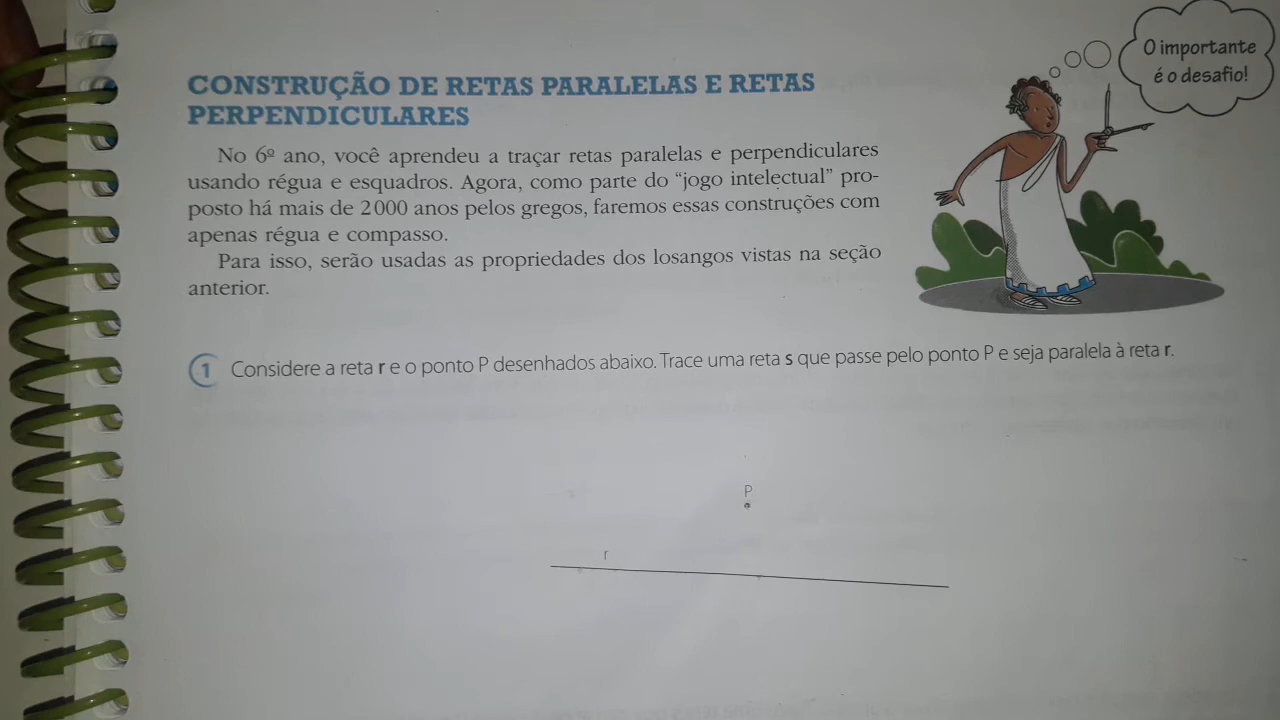 O importante
é o desafio!
CONSTRUÇÃO DE RETAS PARALELAS E RETAS
PERPENDICULARES
No 6º ano, você aprendeu a traçar retas paralelas e perpendiculares
usando régua e esquadros. Agora, como parte do “jogo intelectual” pro-
posto há mais de 2000 anos pelos gregos, faremos essas construções com
apenas régua e compasso.
Para isso, serão usadas as propriedades dos losangos vistas na seção
anterior.
1 Considere a reta r e o ponto P desenhados abaixo. Trace uma reta s que passe pelo ponto P e seja paralela à reta r.
P
r